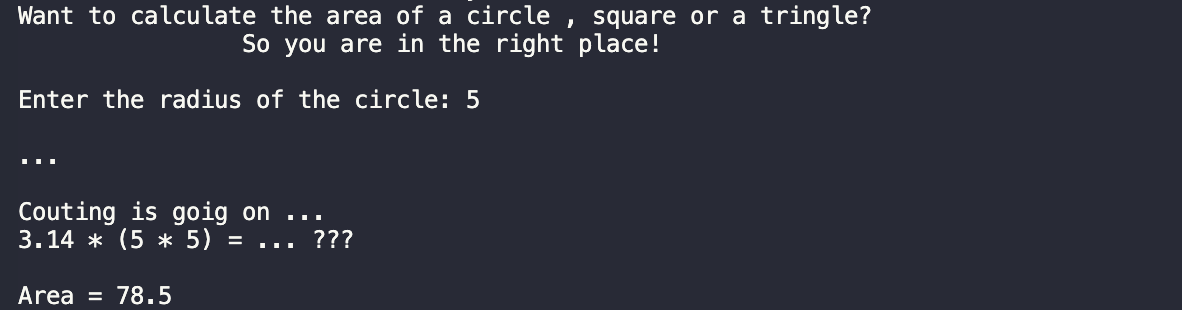 Want to calculate the area of a circle , square or a tringle?
So you are in the right place!
Enter the radius of the circle: 5
...
Couting is goig on ...
3.14 * (5 * 5) = ... ???
Area = 78.5